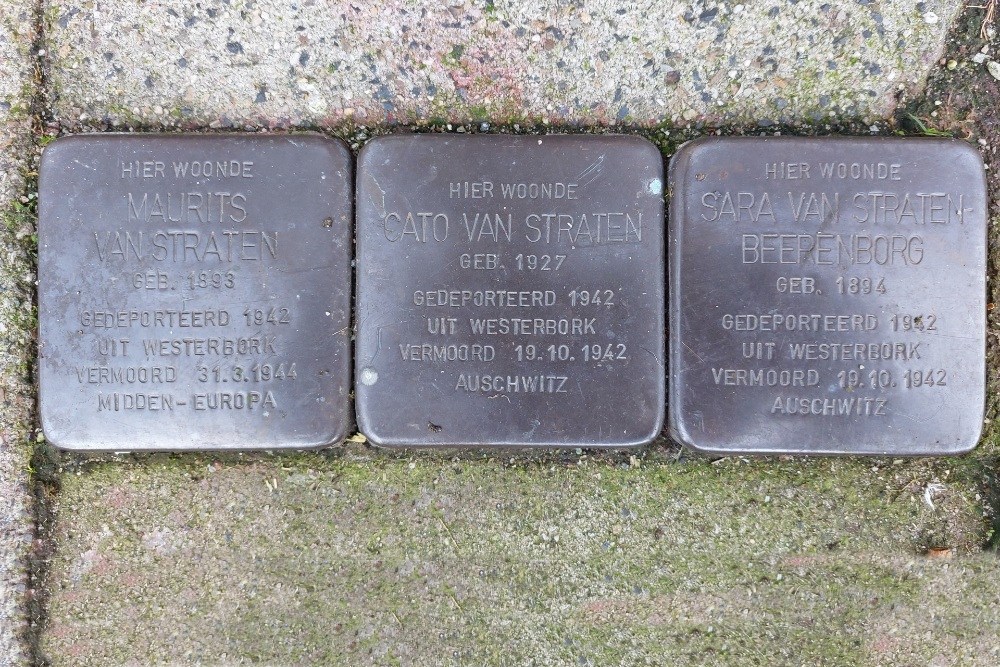 HIER WOONDE
MAURITS
VAN STRATEN
GEB. 1893
GEDEPORTEERD 1942
UIT WESTERBORK
VERMOORD 31.3.1944
MIDDEN-EUROPA
HIER WOONDE
CATO VAN STRATEN
GEB. 1927
GEDEPORTEERD 1942
UIT WESTERBORK
VERMOORD 19.10.1942
AUSCHWITZ
HIER WOONDE
SARA VAN STRATEN-
BEERENBORG
GEB. 1894
GEDEPORTEERD 1942
UIT WESTERBORK
VERMOORD 19.10.1942
AUSCHWITZ